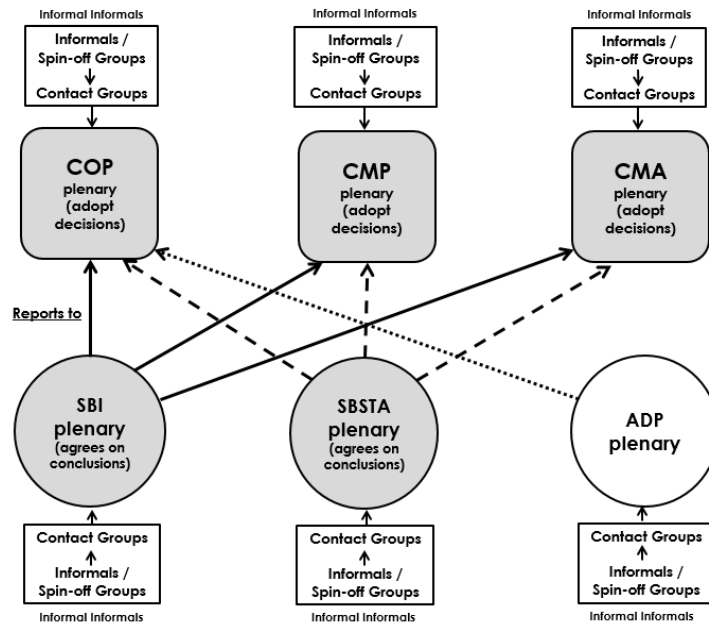 Informal Informals
Informals /
Spin-off Groups
Contact Groups
Informal Informals
Informals /
Spin-off Groups
Contact Groups
Informal Informals
Informals /
Spin-off Groups
Contact Groups
COP
plenary
(adopt
decisions)
CMP
plenary
(adopt
decisions)
CMA
plenary
(adopt
decisions)
Reports to
SBI
plenary
(agrees on
conclusions)
SBSTA
plenary
(agrees on
conclusions)
ADP
plenary
Contact Groups
Informals /
Spin-off Groups
Informal Informals
Contact Groups
Informals /
Spin-off Groups
Informal Informals
Contact Groups
Informals /
Spin-off Groups
Informal Informals